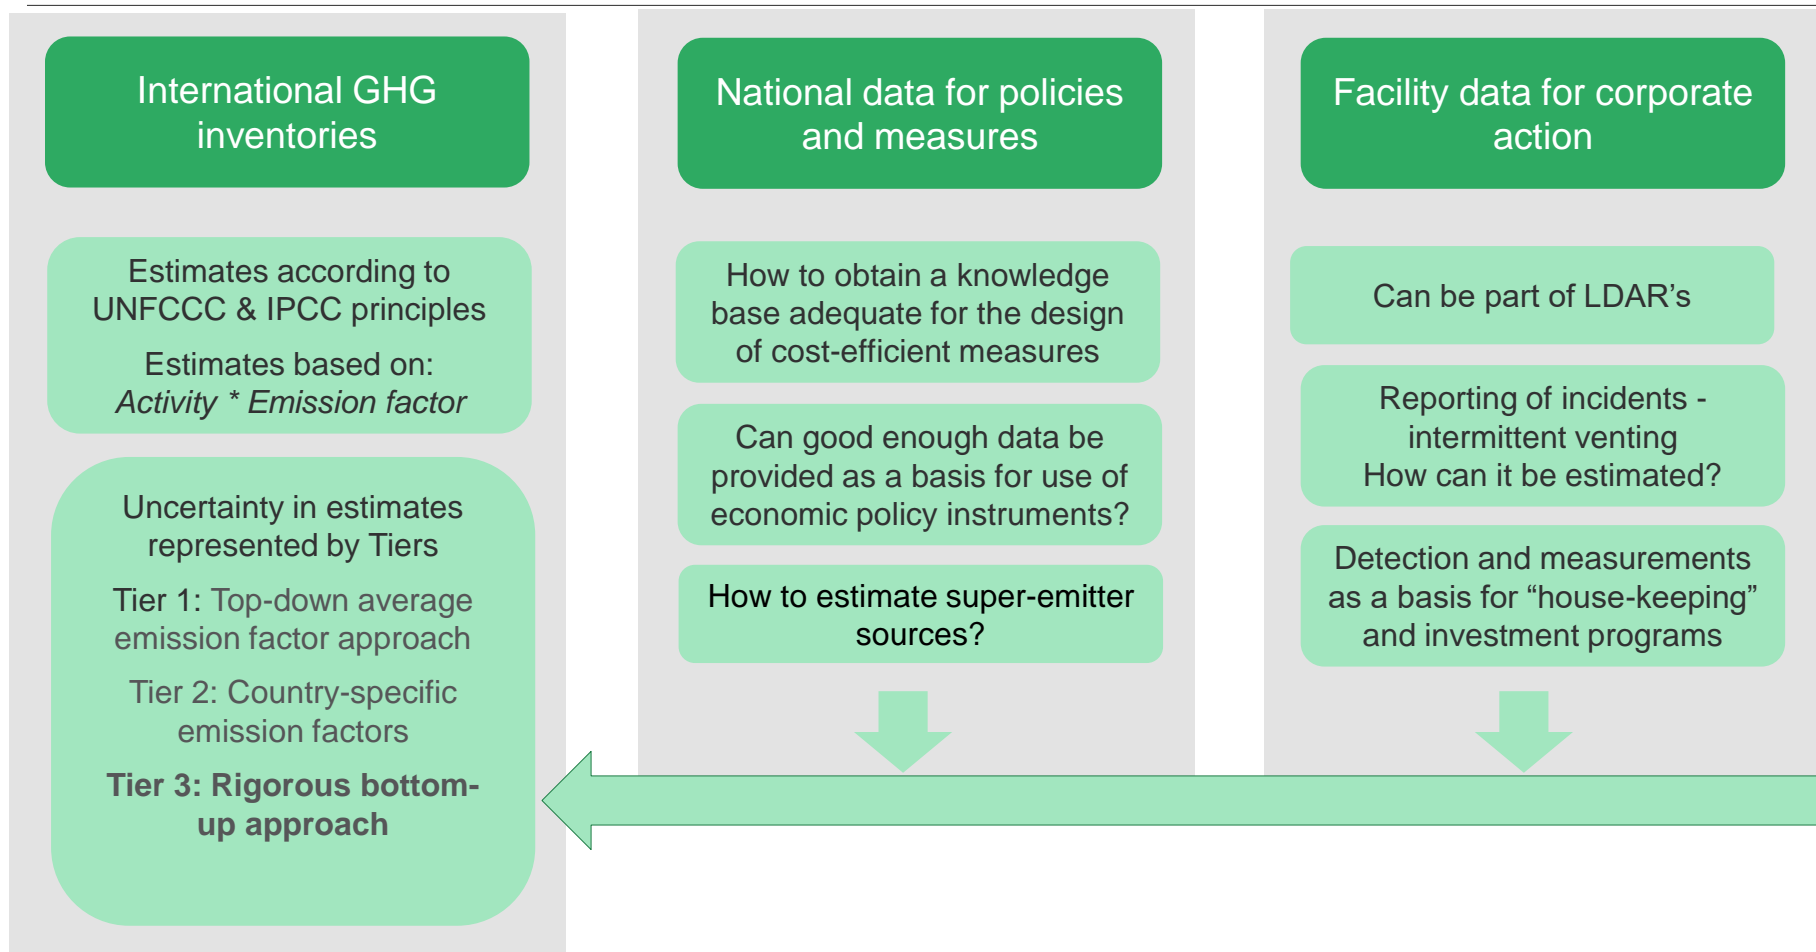 International GHG
inventories
Estimates according to
UNFCCC & IPCC principles
Estimates based on:
Activity * Emission factor
Uncertainty in estimates
represented by Tiers
Tier 1: Top-down average
emission factor approach
Tier 2: Country-specific
emission factors
Tier 3: Rigorous bottom-
up approach
National data for policies
and measures
How to obtain a knowledge
base adequate for the design
of cost-efficient measures
Can good enough data be
provided as a basis for use of
economic policy instruments?
How to estimate super-emitter
sources?
Facility data for corporate
action
Can be part of LDAR’s
Reporting of incidents -
intermittent venting
How can it be estimated?
Detection and measurements
as a basis for “house-keeping”
and investment programs